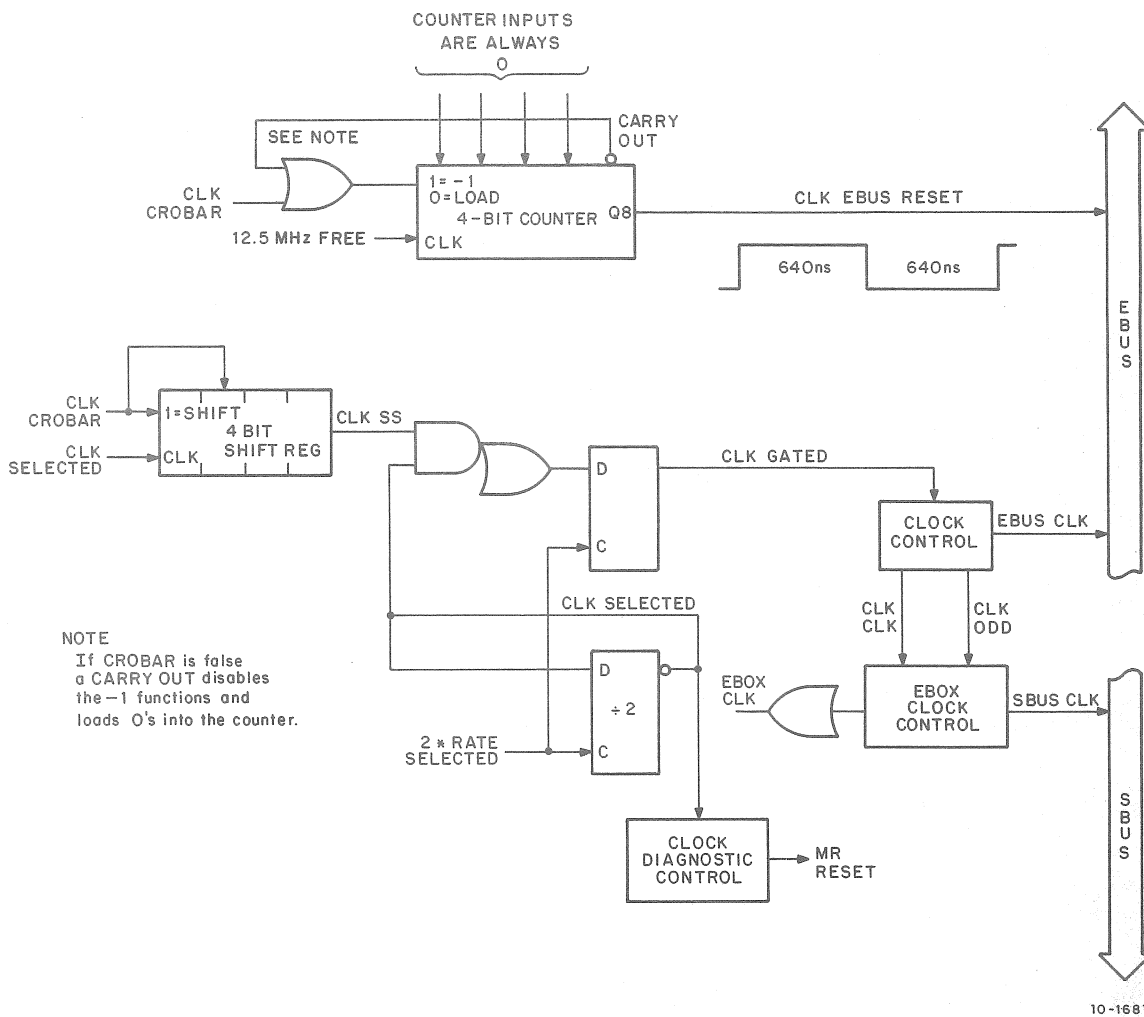 COUNTER INPUTS
ARE ALWAYS
0
SEE NOTE
CARRY
OUT
CLK
CROBAR
1 = -1
0 = LOAD
4-BIT COUNTER
Q8
12.5 MHz FREE
CLK
CLK EBUS RESET
640ns
640ns
EBUS
CLK
CROBAR
1=SHIFT
4 BIT
SHIFT REG
CLK
SELECTED
CLK
CLK SS
D
C
CLK GATED
CLOCK
CONTROL
EBUS CLK
CLK SELECTED
CLK
CLK
CLK
ODD
NOTE
If CROBAR is false
a CARRY OUT disables
the -1 functions and
loads 0's into the counter.
D
÷2
C
2 * RATE
SELECTED
EBOX
CLK
EBOX
CLOCK
CONTROL
SBUS CLK
SBUS
CLOCK
DIAGNOSTIC
CONTROL
MR
RESET